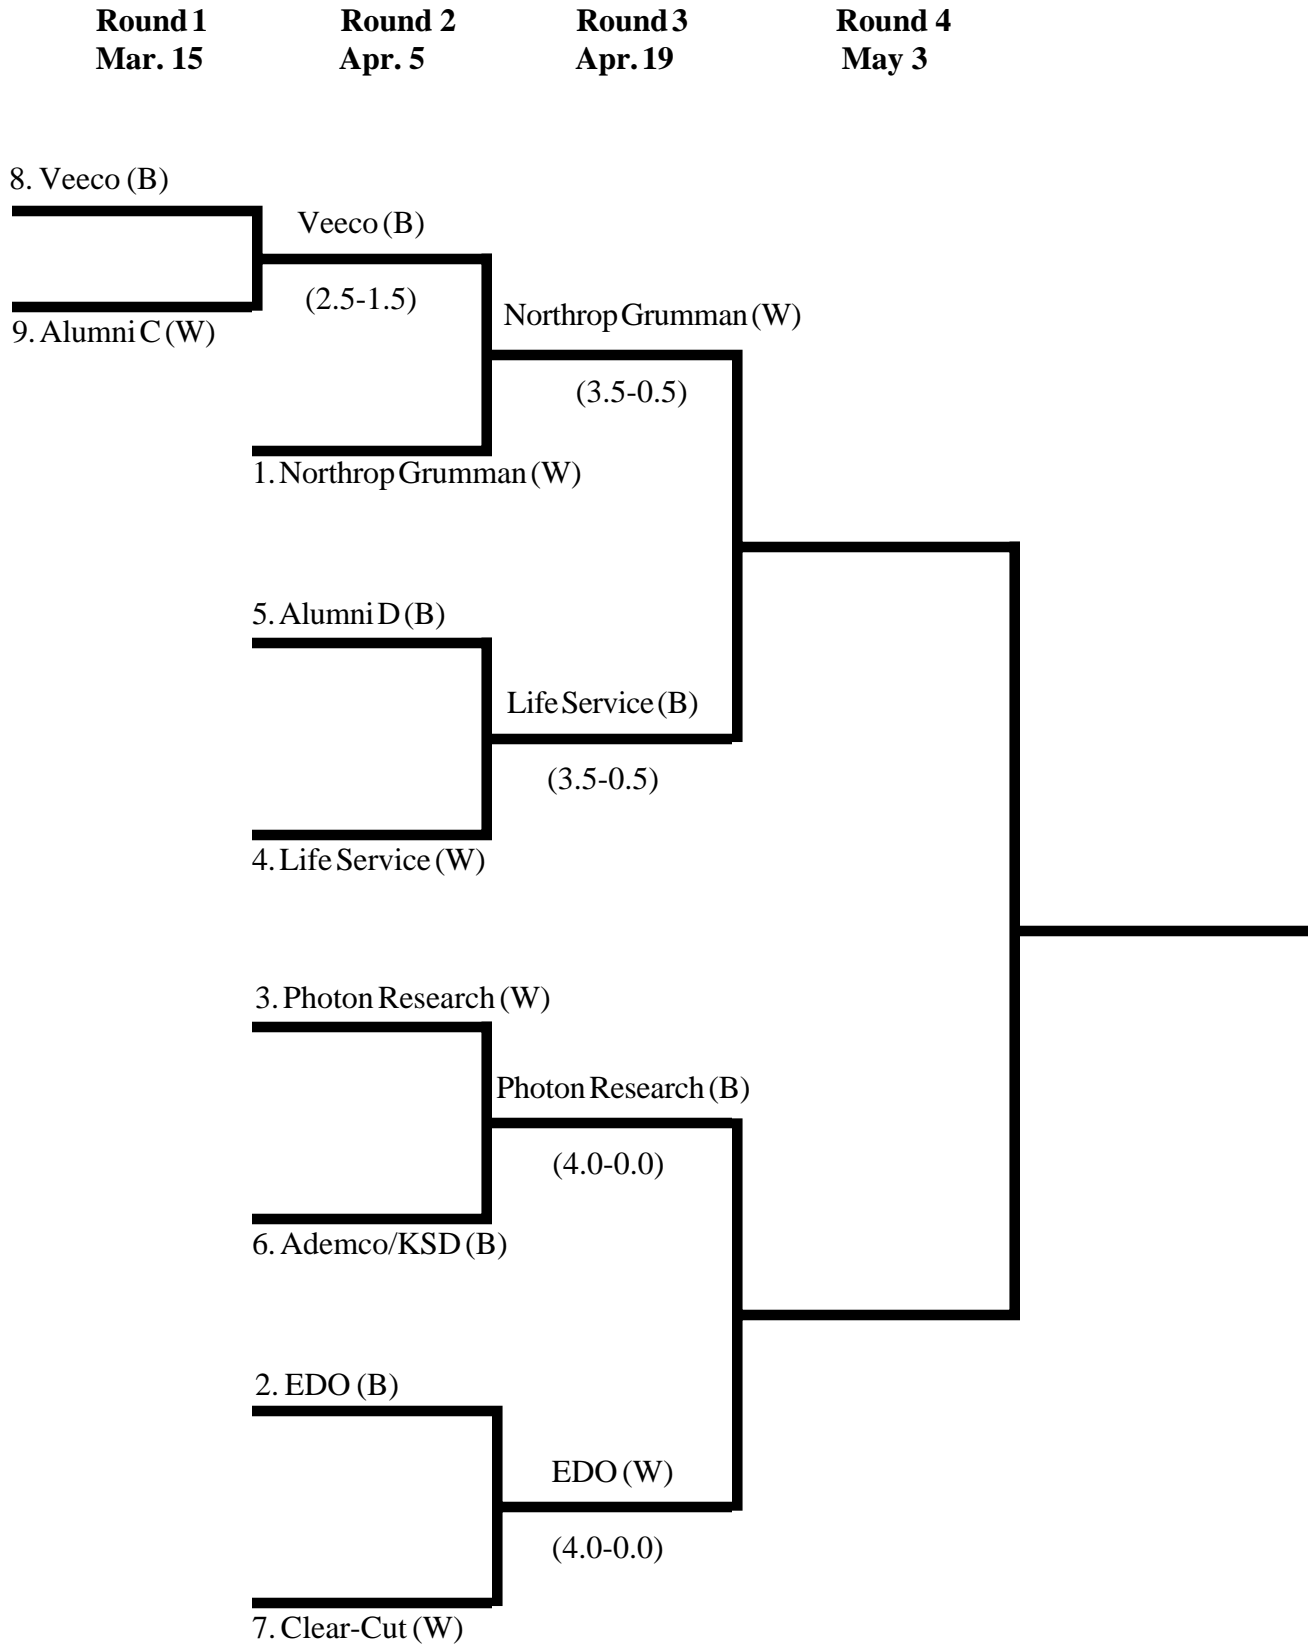 Round 1 Round 2 Round 3 Round 4
Mar. 15 Apr. 5 Apr. 19 May 3
8. Veeco (B)
Veeco (B)
(2.5-1.5)
9. Alumni C (W)
Northrop Grumman (W)
(3.5-0.5)
1. Northrop Grumman (W)
5. Alumni D (B)
Life Service (B)
(3.5-0.5)
4. Life Service (W)
3. Photon Research (W)
Photon Research (B)
(4.0-0.0)
6. Ademco/KSD (B)
2. EDO (B)
EDO (W)
(4.0-0.0)
7. Clear-Cut (W)